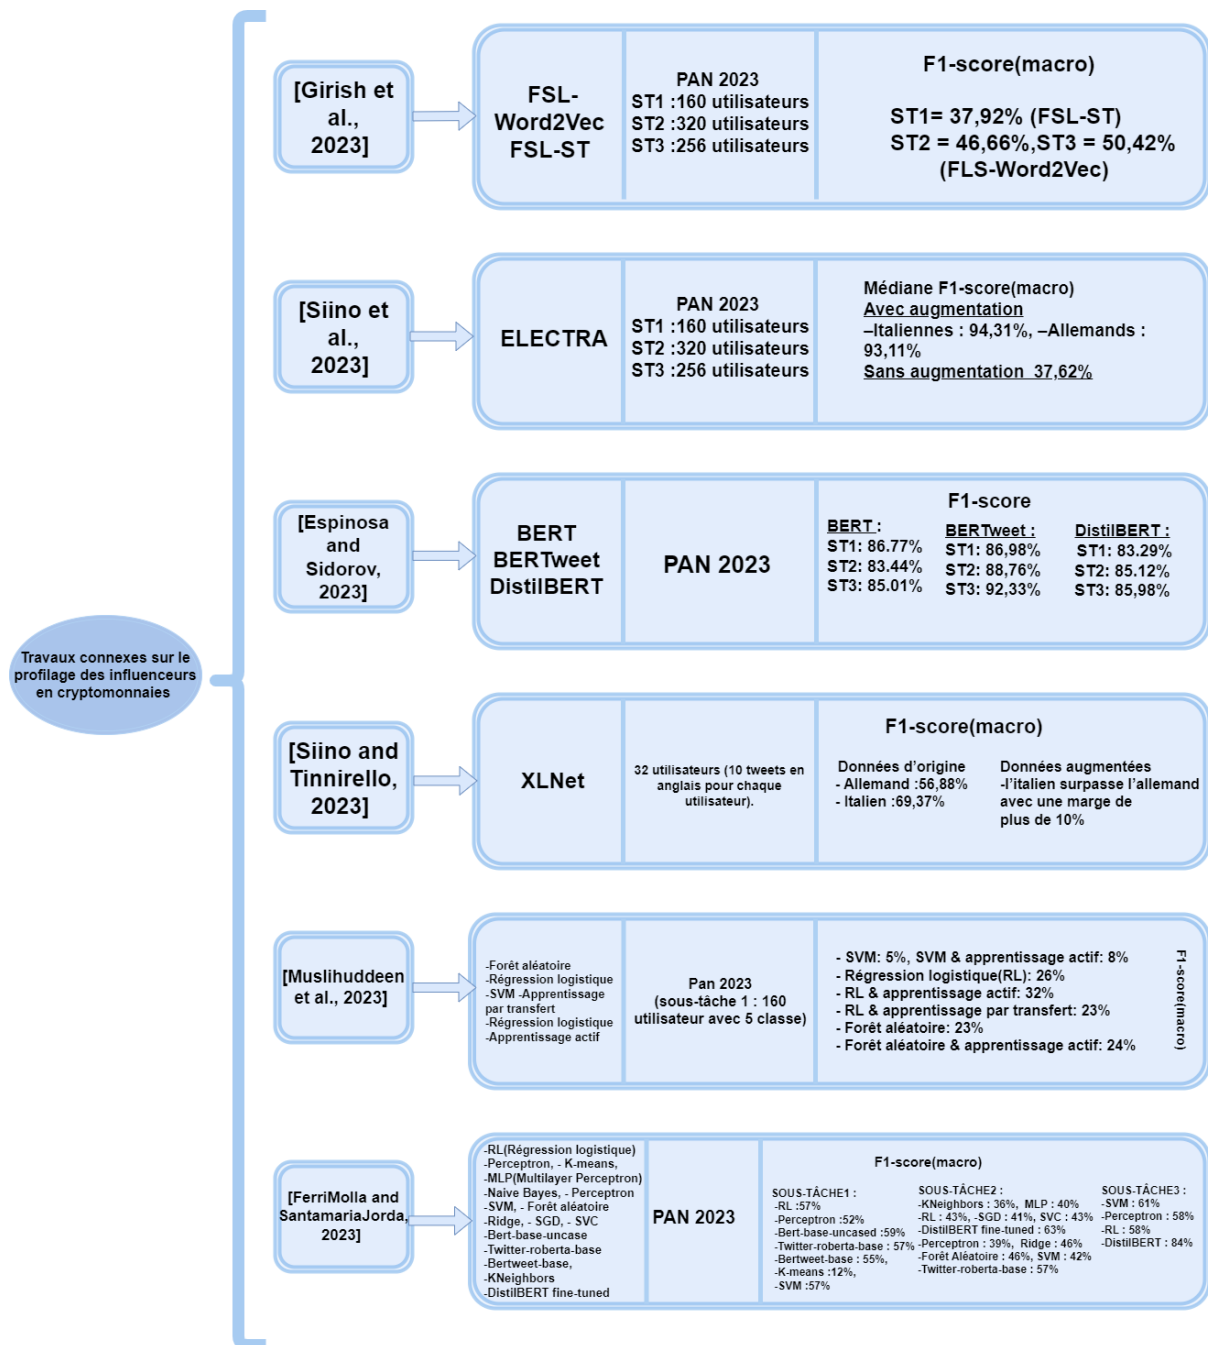 Travaux connexes sur le
profilage des influenceurs
en cryptomonnaies
[Girish et
al.,
2023]
FSL-
Word2Vec
FSL-ST
PAN 2023
ST1 :160 utilisateurs
ST2 :320 utilisateurs
ST3 :256 utilisateurs
F1-score(macro)
ST1= 37,92% (FSL-ST)
ST2 = 46,66%,ST3 = 50,42%
(FLS-Word2Vec)
[Siino et
al.,
2023]
ELECTRA
PAN 2023
ST1 :160 utilisateurs
ST2 :320 utilisateurs
ST3 :256 utilisateurs
Médiane F1-score(macro)
Avec augmentation
–Italiennes : 94,31%, –Allemands :
93,11%
Sans augmentation 37,62%
[Espinosa
and
Sidorov,
2023]
BERT
BERTweet
DistilBERT
PAN 2023
F1-score
BERT :
ST1: 86.77%
ST2: 83.44%
ST3: 85.01%
BERTweet :
ST1: 86,98%
ST2: 88,76%
ST3: 92,33%
DistilBERT :
ST1: 83.29%
ST2: 85.12%
ST3: 85,98%
[Siino and
Tinnirello,
2023]
XLNet
32 utilisateurs (10 tweets en
anglais pour chaque
utilisateur).
F1-score(macro)
Données d'origine
- Allemand :56,88%
- Italien :69,37%
Données augmentées
-l'italien surpasse l'allemand
avec une marge de
plus de 10%
[Muslihuddeen
et al., 2023]
-Forêt aléatoire
-Régression logistique
-SVM -Apprentissage
par transfert
-Régression logistique
-Apprentissage actif
Pan 2023
(sous-tâche 1 : 160
utilisateur avec 5 classe)
- SVM: 5%, SVM & apprentissage actif: 8%
- Régression logistique(RL): 26%
- RL & apprentissage actif: 32%
- RL & apprentissage par transfert: 23%
- Forêt aléatoire: 23%
- Forêt aléatoire & apprentissage actif: 24%
F1-score(macro)
[FerriMolla and
SantamariaJorda,
2023]
-RL(Régression logistique)
-Perceptron, - K-means,
-MLP(Multilayer Perceptron)
-Naive Bayes, - Perceptron
-SVM, - Forêt aléatoire
-Ridge, - SGD, - SVC
-Bert-base-uncase
-Twitter-roberta-base
-Bertweet-base,
-KNeighbors
-DistilBERT fine-tuned
PAN 2023
F1-score(macro)
SOUS-TÂCHE1 :
- RL :57%
-Perceptron :52%
-Bert-base-uncased :59%
-Twitter-roberta-base : 57%
-Bertweet-base : 55%,
-K-means :12%,
-SVM :57%
SOUS-TÂCHE2 :
-KNeighbors : 36%, MLP : 40%
-RL : 43%, -SGD : 41%, SVC : 43%
-DistilBERT fine-tuned : 63%
-Perceptron : 39%, Ridge : 46%
-Forêt Aléatoire : 46%, SVM : 42%
-Twitter-roberta-base : 57%
SOUS-TÂCHE3 :
-SVM : 61%
-Perceptron : 58%
-RL : 58%
-DistilBERT : 84%